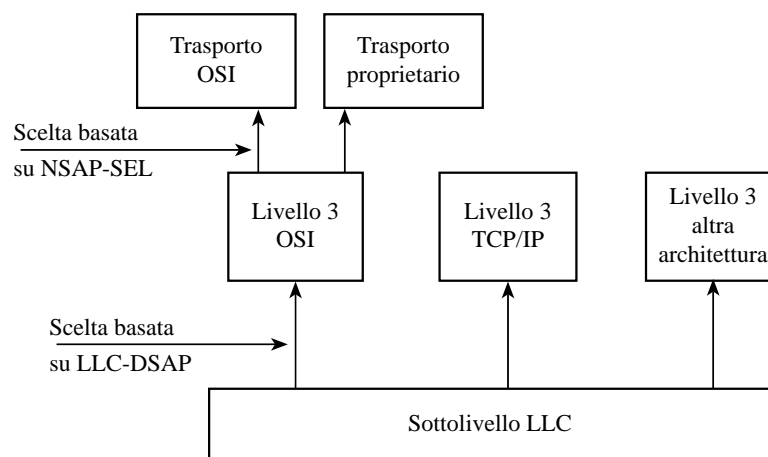 Trasporto
OSI
Trasporto
proprietario
Scelta basata
su NSAP-SEL
Livello 3
OSI
Livello 3
TCP/IP
Livello 3
altra
architettura
Scelta basata
su LLC-DSAP
Sottolivello LLC